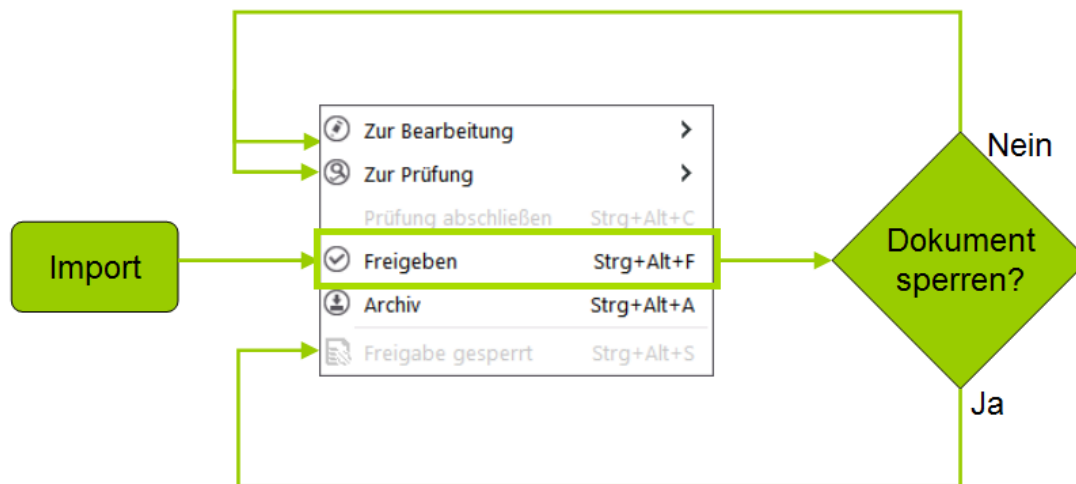 Nein
Zur Bearbeitung
Zur Prüfung
Prüfung abschließen Strg+Alt+C
Import
Freigeben Strg+Alt+F
Dokument
sperren?
Archiv Strg+Alt+A
Freigabe gesperrt Strg+Alt+S
Ja